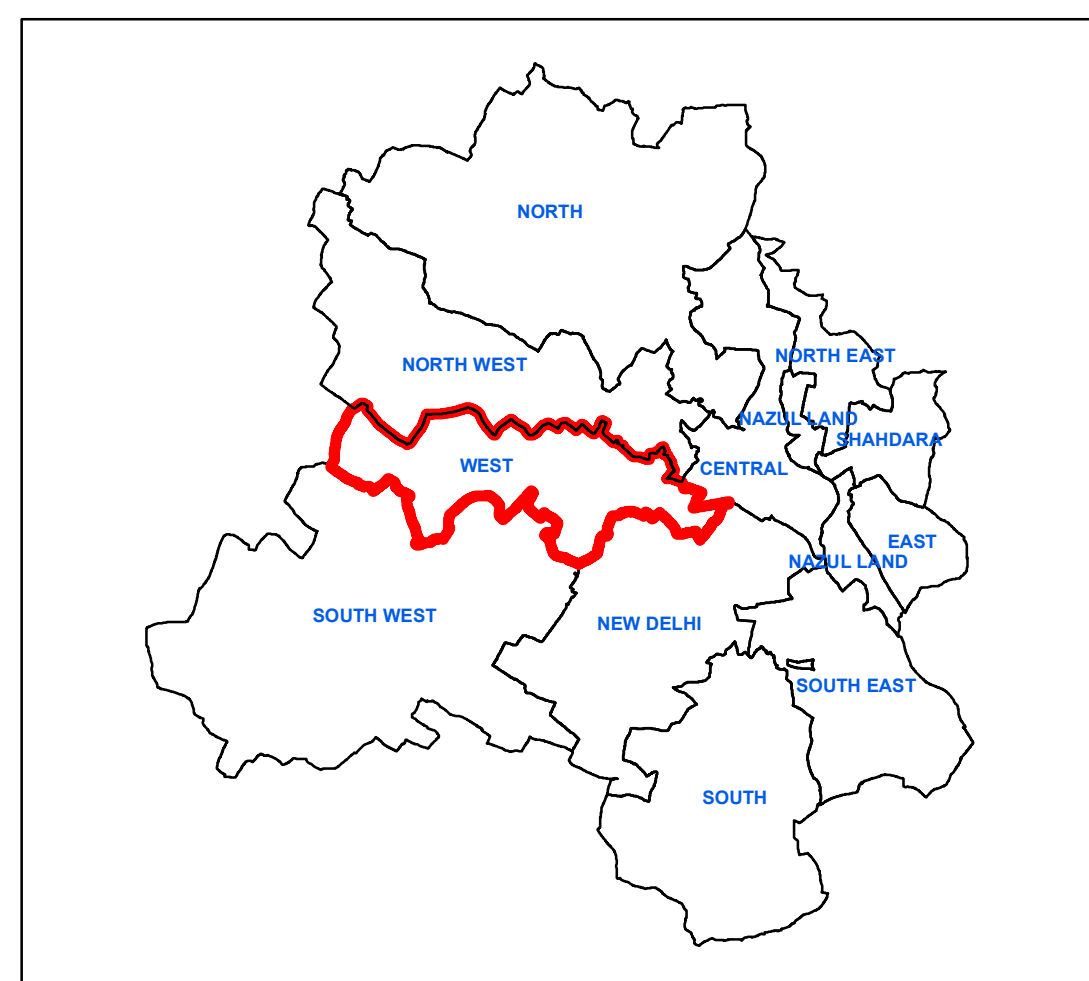 NORTH
NORTH EAST
NORTH WEST
NAZUL LAND
SHAHDARA
WEST
CENTRAL
EAST
NAZUL LAND
SOUTH WEST
NEW DELHI
SOUTH EAST
SOUTH